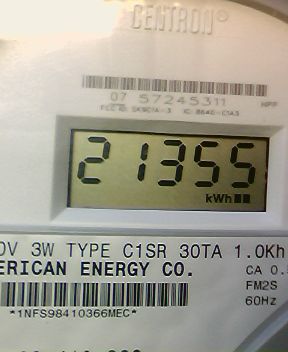 CENTRON®
07 57245311
21355
kWh
0V 3W TYPE C1SR 30TA 1.0Kh
ERICAN ENERGY CO.
CA 0.
FM2S
60Hz
*1NFS98410366MEC*